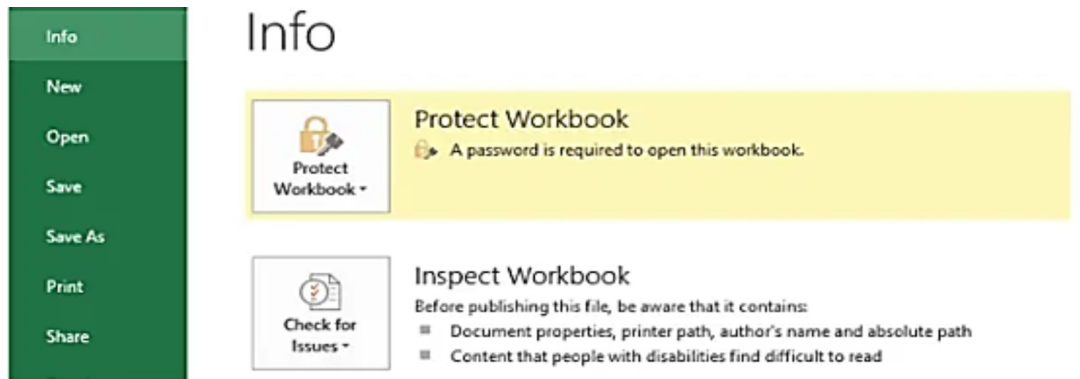 Info
New
Open
Save
Save As
Print
Share
Info
Protect
Workbook
Protect Workbook
A password is required to open this workbook.
Check for
Issues
Inspect Workbook
Before publishing this file, be aware that it contains:
Document properties, printer path, author's name and absolute path
Content that people with disabilities find difficult to read